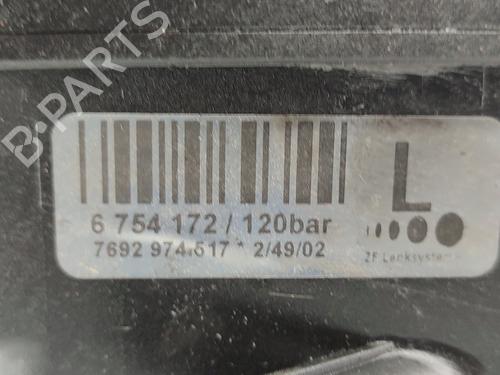 B-PARTS
L
6 754 172 / 120bar
7692 974.517 * 2/49/02
ZF Lenksysteme